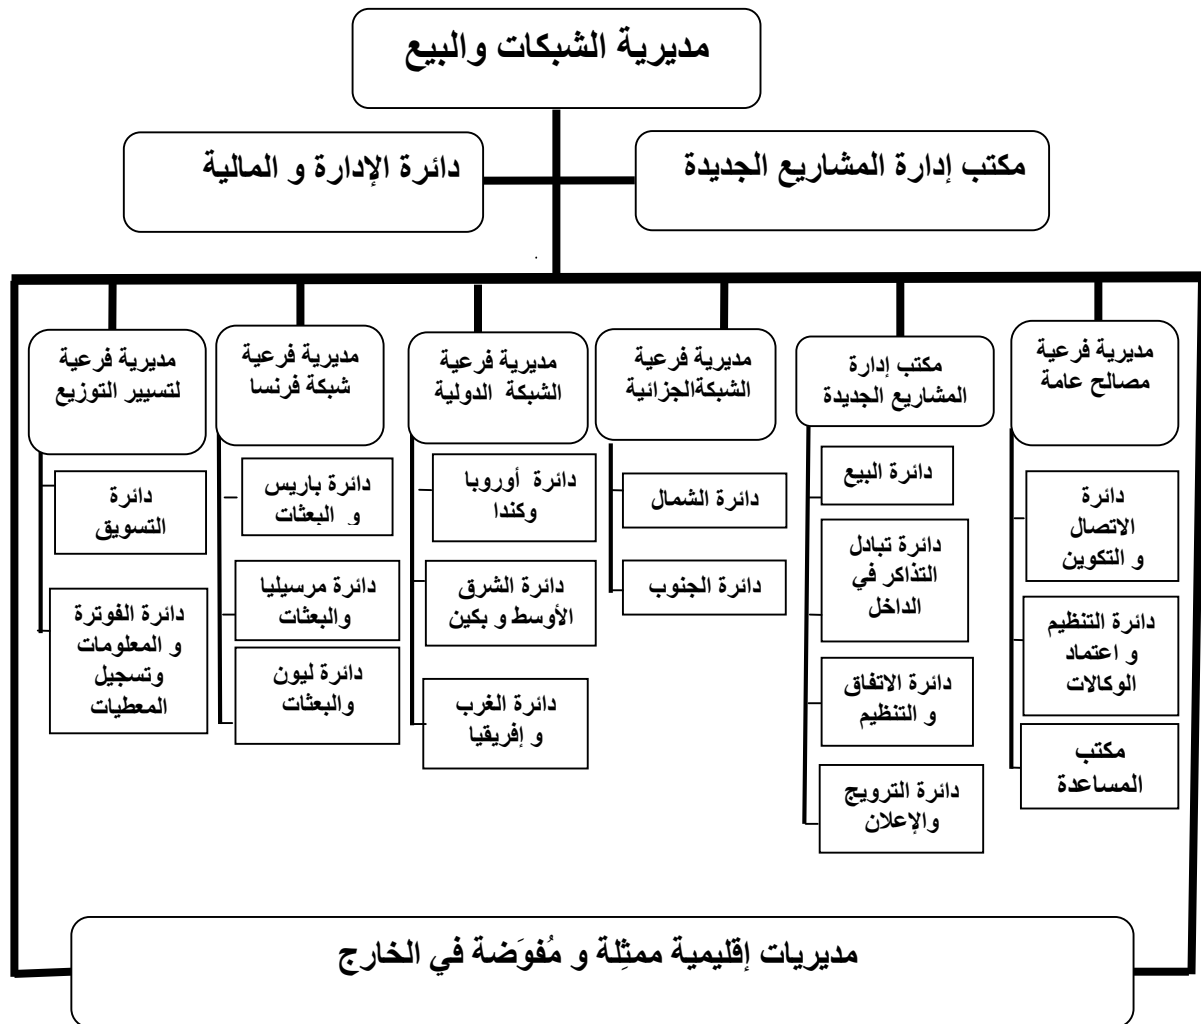 مديرية الشبكات والبيع
مكتب إدارة المشاريع الجديدة
دائرة الإدارة و المالية
مديرية فرعية
مصالح عامة
دائرة
الاتصال
و التكوين
دائرة التنظيم
و اعتماد
الوكالات
مكتب
المساعدة
مكتب إدارة
المشاريع الجديدة
دائرة البيع
دائرة تبادل
التذاكر في
الداخل
دائرة الاتفاق
و التنظيم
دائرة الترويج
والإعلان
مديرية فرعية
الشبكةالجزائية
دائرة الشمال
دائرة الجنوب
مديرية فرعية
الشبكة الدولية
دائرة أوروبا
وكندا
دائرة الشرق
الأوسط و بكين
دائرة الغرب
و إفريقيا
مديرية فرعية
شبكة فرنسا
دائرة باريس
و البعثات
دائرة مرسيليا
والبعثات
دائرة ليون
والبعثات
مديرية فرعية
لتسيير التوزيع
دائرة
التسويق
دائرة الفوترة
و المعلومات
وتسجيل
المعطيات
مديريات إقليمية ممثِلة و مُفوَضة في الخارج